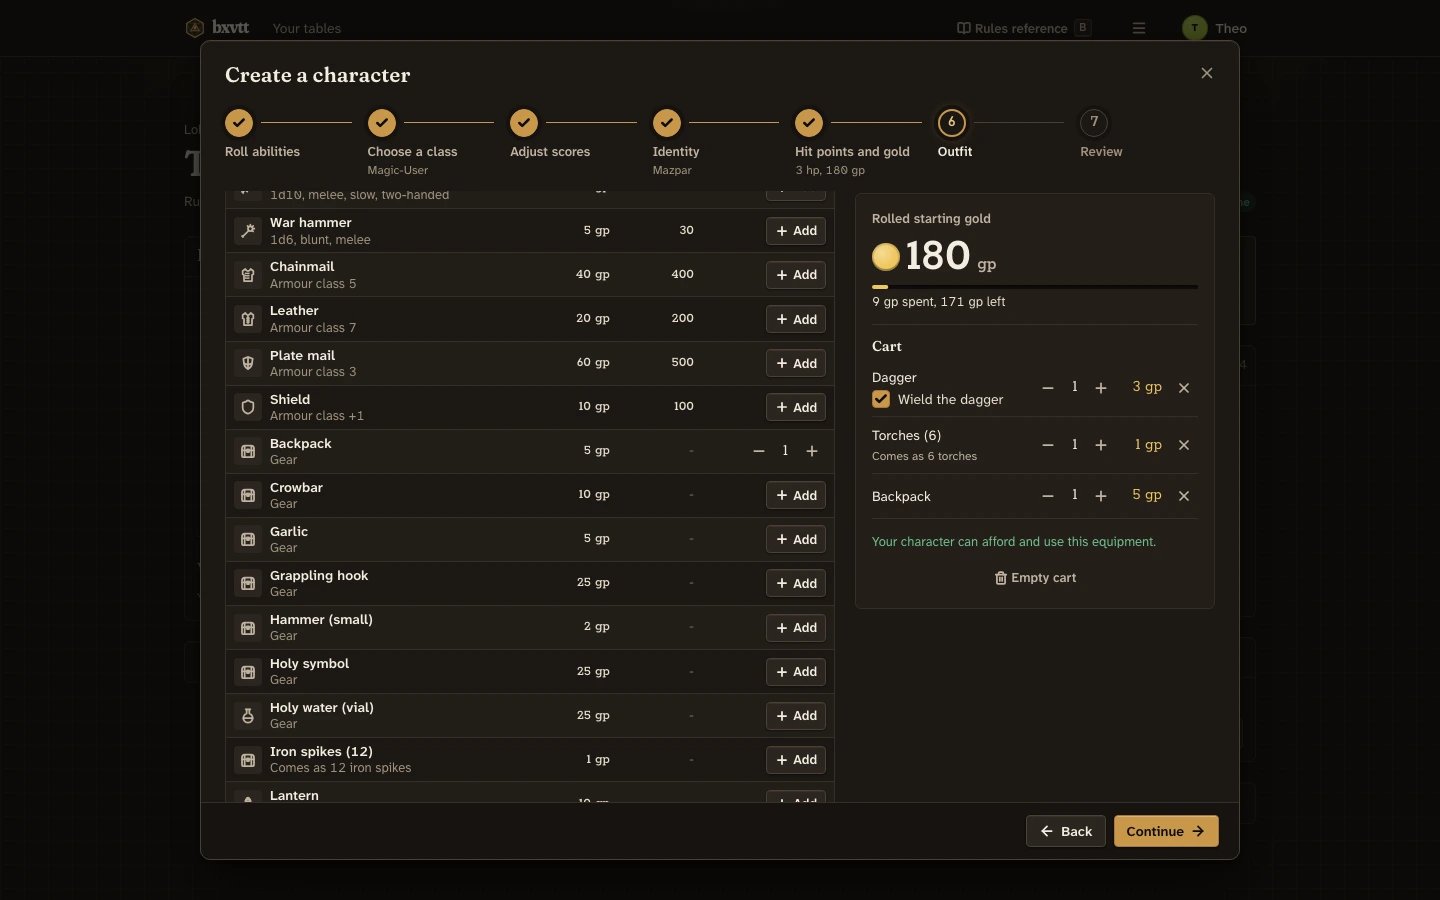 bxvtt
Your tables
Rules reference B
T Theo
Create a character
Roll abilities
Choose a class
Magic-User
Adjust scores
Identity
Mazpar
Hit points and gold
3 hp, 180 gp
6
Outfit
7
Review
1d10, melee, slow, two-handed
War hammer
1d6, blunt, melee
5 gp
30
+ Add
Chainmail
Armour class 5
40 gp
400
+ Add
Leather
Armour class 7
20 gp
200
+ Add
Plate mail
Armour class 3
60 gp
500
+ Add
Shield
Armour class +1
10 gp
100
+ Add
Backpack
Gear
5 gp
-
− 1 +
Crowbar
Gear
10 gp
-
+ Add
Garlic
Gear
5 gp
-
+ Add
Grappling hook
Gear
25 gp
-
+ Add
Hammer (small)
Gear
2 gp
-
+ Add
Holy symbol
Gear
25 gp
-
+ Add
Holy water (vial)
Gear
25 gp
-
+ Add
Iron spikes (12)
Comes as 12 iron spikes
1 gp
-
+ Add
Lantern
10 gp
+ Add
Rolled starting gold
180 gp
9 gp spent, 171 gp left
Cart
Dagger
Wield the dagger
− 1 + 3 gp ×
Torches (6)
Comes as 6 torches
− 1 + 1 gp ×
Backpack
− 1 + 5 gp ×
Your character can afford and use this equipment.
Empty cart
← Back
Continue →